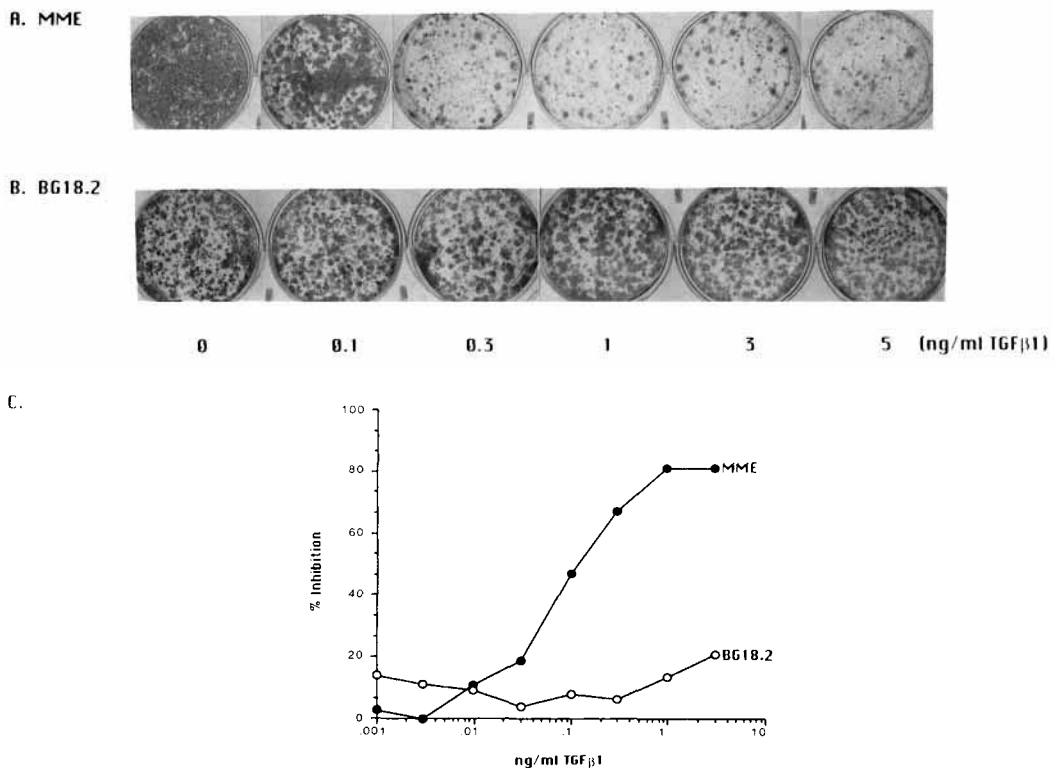 A. MME
B. BG18.2
0 0.1 0.3 1 3 5 (ng/ml TGFβ1)
C.
100
80
60
40
20
0
% Inhibition
MME
BG18.2
.001 .01 .1 1 10
ng/ml TGFβ1